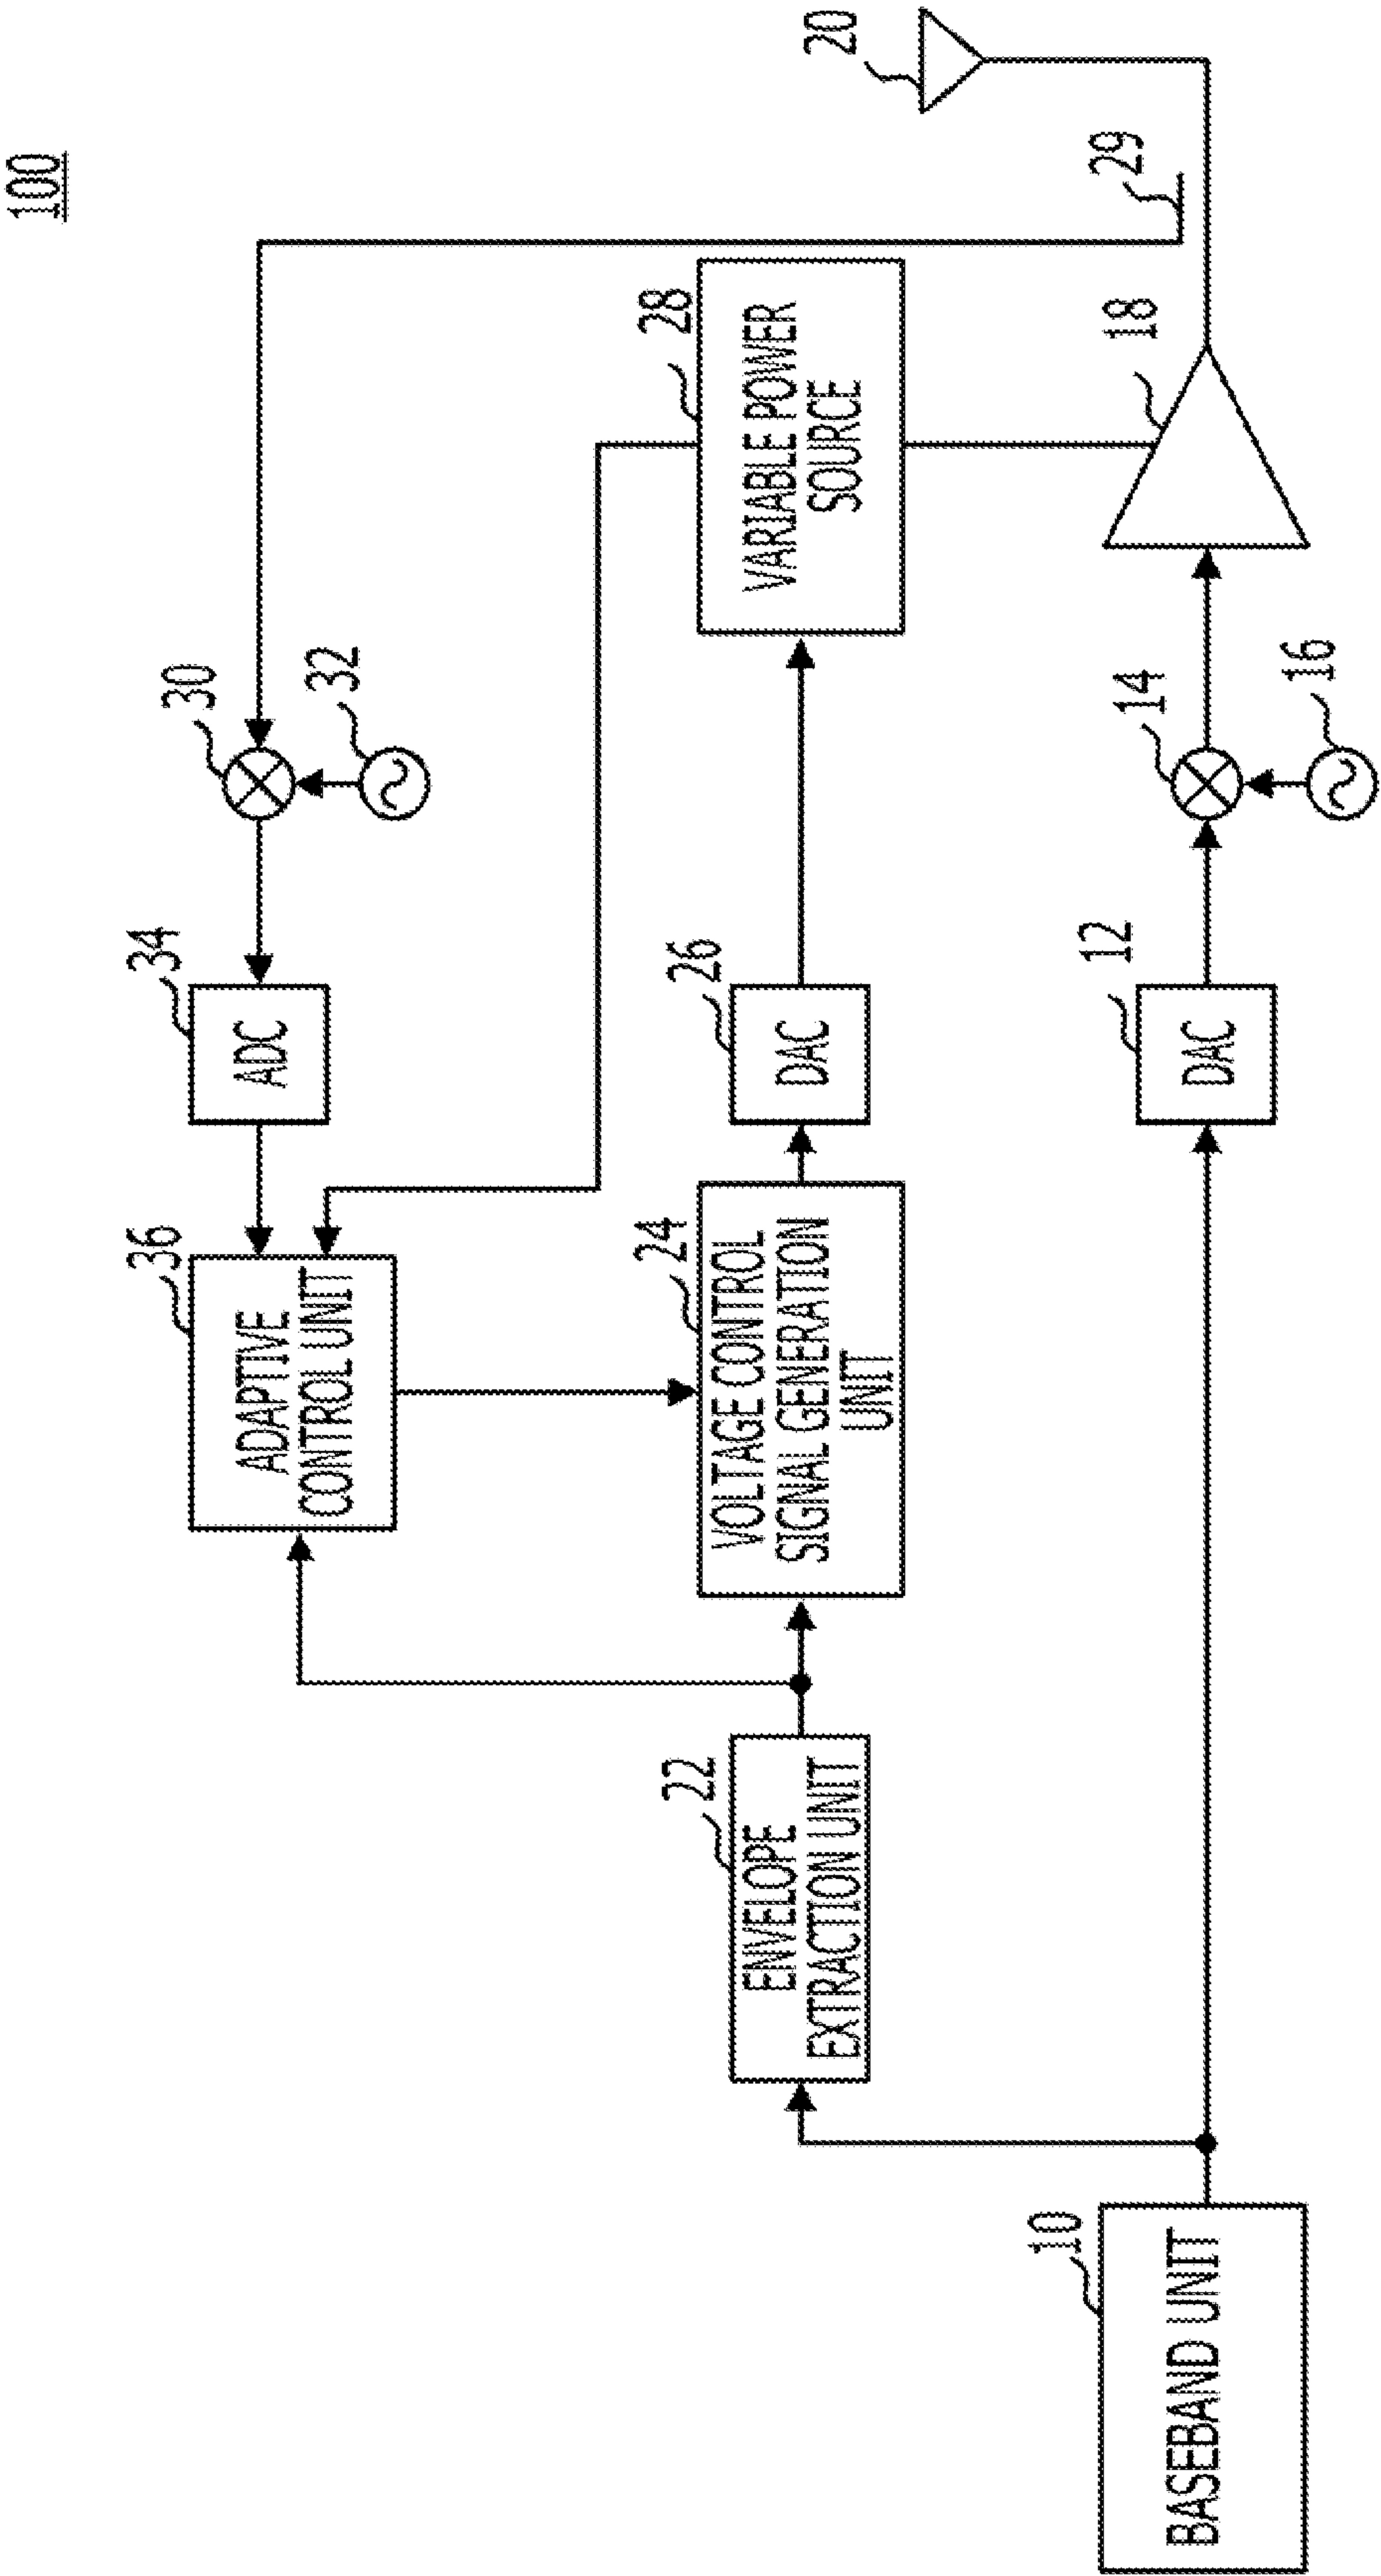 100
36
ADAPTIVE
CONTROL UNIT
34
ADC
30
32
22
ENVELOPE
EXTRACTION UNIT
24
VOLTAGE CONTROL
SIGNAL GENERATION
UNIT
26
DAC
28
VARIABLE POWER
SOURCE
20
29
10
BASEBAND UNIT
12
DAC
14
16
18